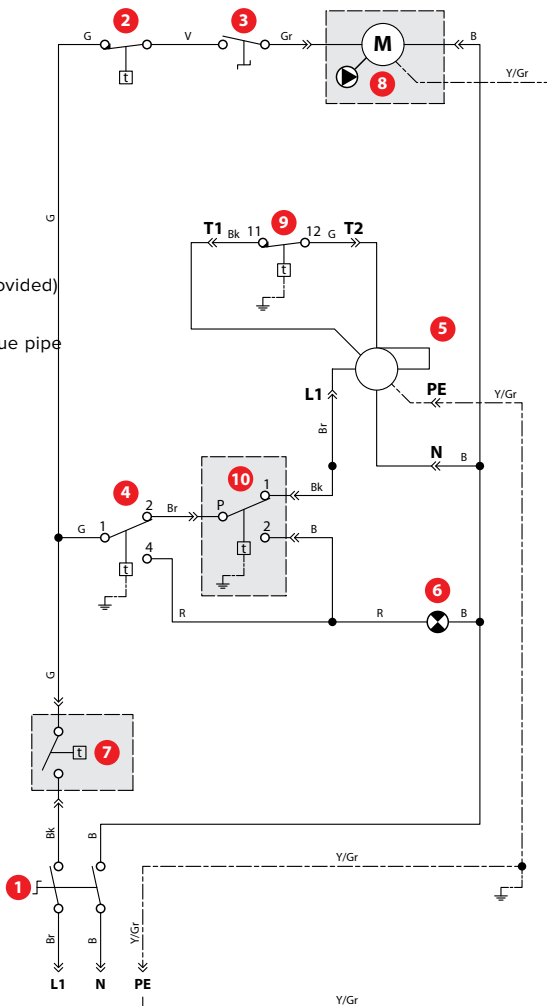 2 3
G V Gr M B
t 8 Y/Gr
G
T1 Bk 11 9 12 G T2
t
ovided)
ue pipe
5
L1 PE Y/Gr
Br
N B
10
4 1 Bk
2 Br P
G 1 2 B
4 t
t
R R 6 B
G
t 7
Bk B
Y/Gr
1
Br B Y/Gr
L1 N PE
Y/Gr